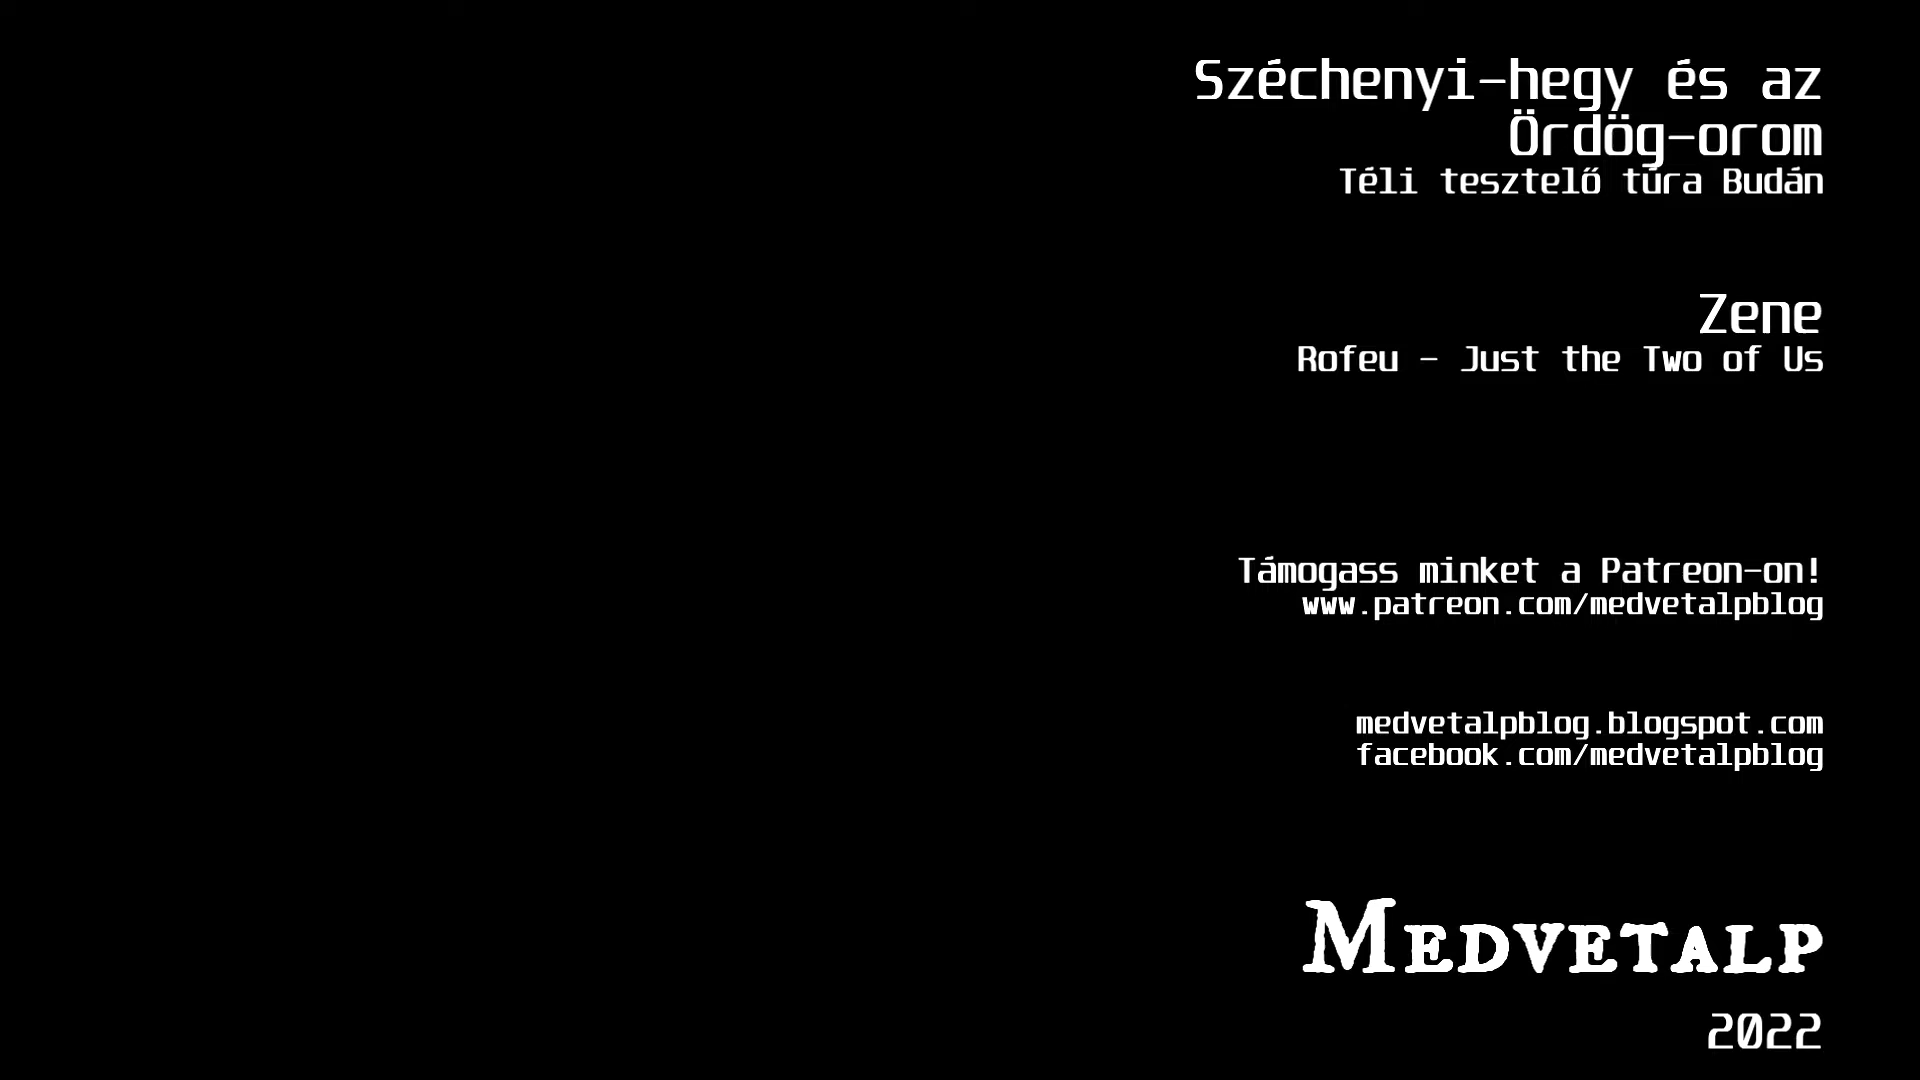 Széchenyi-hegy és az
Ördög-orom
Téli tesztelő túra Budán
Zene
Rofeu - Just the Two of Us
Támogass minket a Patreon-on!
www.patreon.com/medvetalpblog
medvetalpblog.blogspot.com
facebook.com/medvetalpblog
MEDVETALP
2022